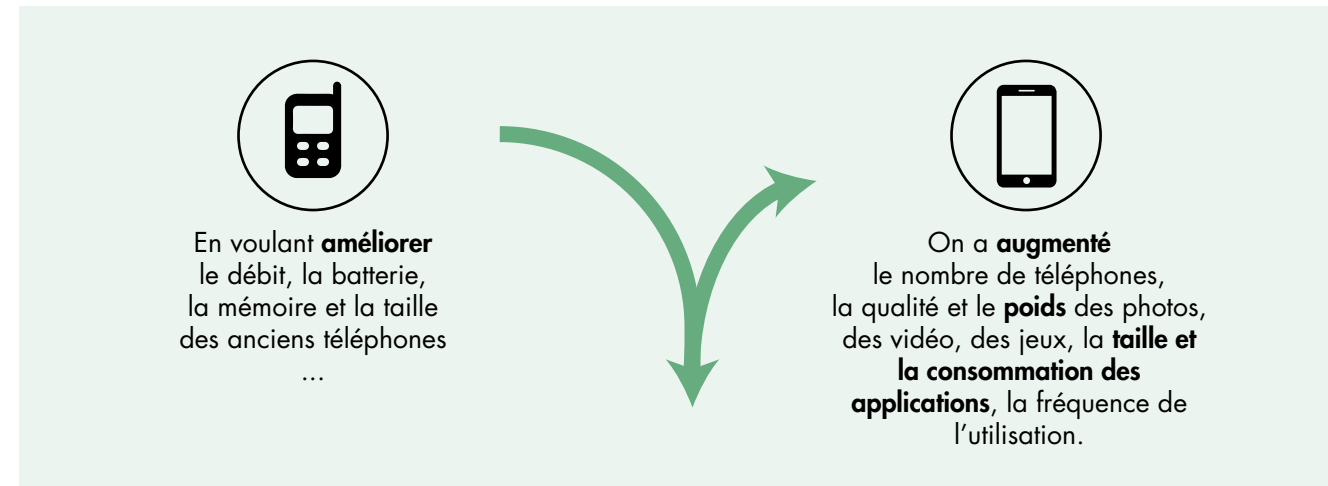 En voulant améliorer
le débit, la batterie,
la mémoire et la taille
des anciens téléphones
...
On a augmenté
le nombre de téléphones,
la qualité et le poids des photos,
des vidéo, des jeux, la taille et
la consommation des
applications, la fréquence de
l'utilisation.